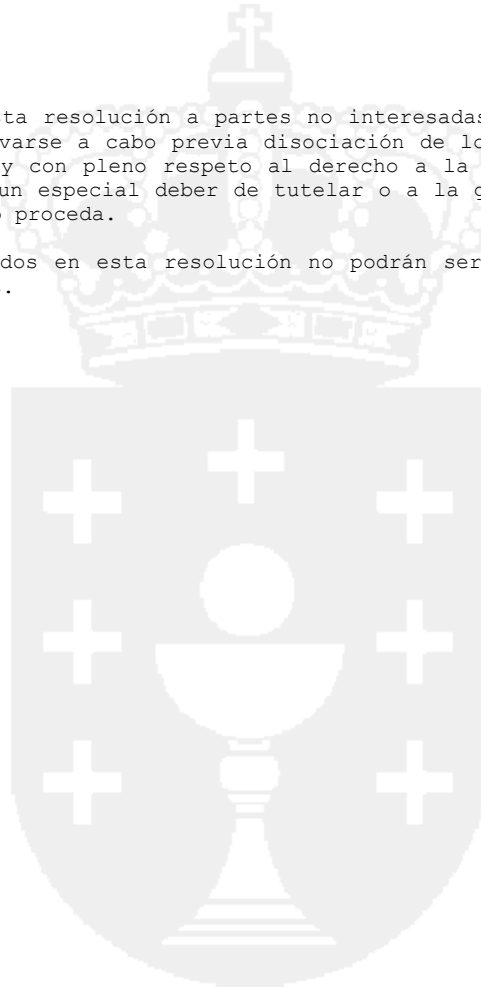 sta resolución a partes no interesadas
varse a cabo previa disociación de lo
y con pleno respeto al derecho a la
un especial deber de tutelar o a la g
o proceda.
dos en esta resolución no podrán ser
.